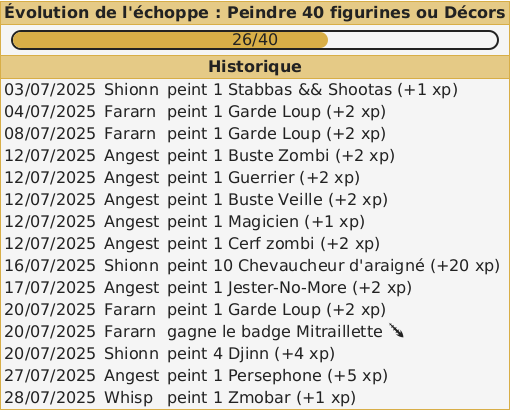 Évolution de l'échoppe : Peindre 40 figurines ou Décors
26/40
Historique
03/07/2025 Shionn peint 1 Stabbas && Shootas (+1 xp)
04/07/2025 Fararn peint 1 Garde Loup (+2 xp)
08/07/2025 Fararn peint 1 Garde Loup (+2 xp)
12/07/2025 Angest peint 1 Buste Zombi (+2 xp)
12/07/2025 Angest peint 1 Guerrier (+2 xp)
12/07/2025 Angest peint 1 Buste Veille (+2 xp)
12/07/2025 Angest peint 1 Magicien (+1 xp)
12/07/2025 Angest peint 1 Cerf zombi (+2 xp)
16/07/2025 Shionn peint 10 Chevaucheur d'araigné (+20 xp)
17/07/2025 Angest peint 1 Jester-No-More (+2 xp)
20/07/2025 Fararn peint 1 Garde Loup (+2 xp)
20/07/2025 Fararn gagne le badge Mitraillette
20/07/2025 Shionn peint 4 Djinn (+4 xp)
27/07/2025 Angest peint 1 Persephone (+5 xp)
28/07/2025 Whisp peint 1 Zmobar (+1 xp)